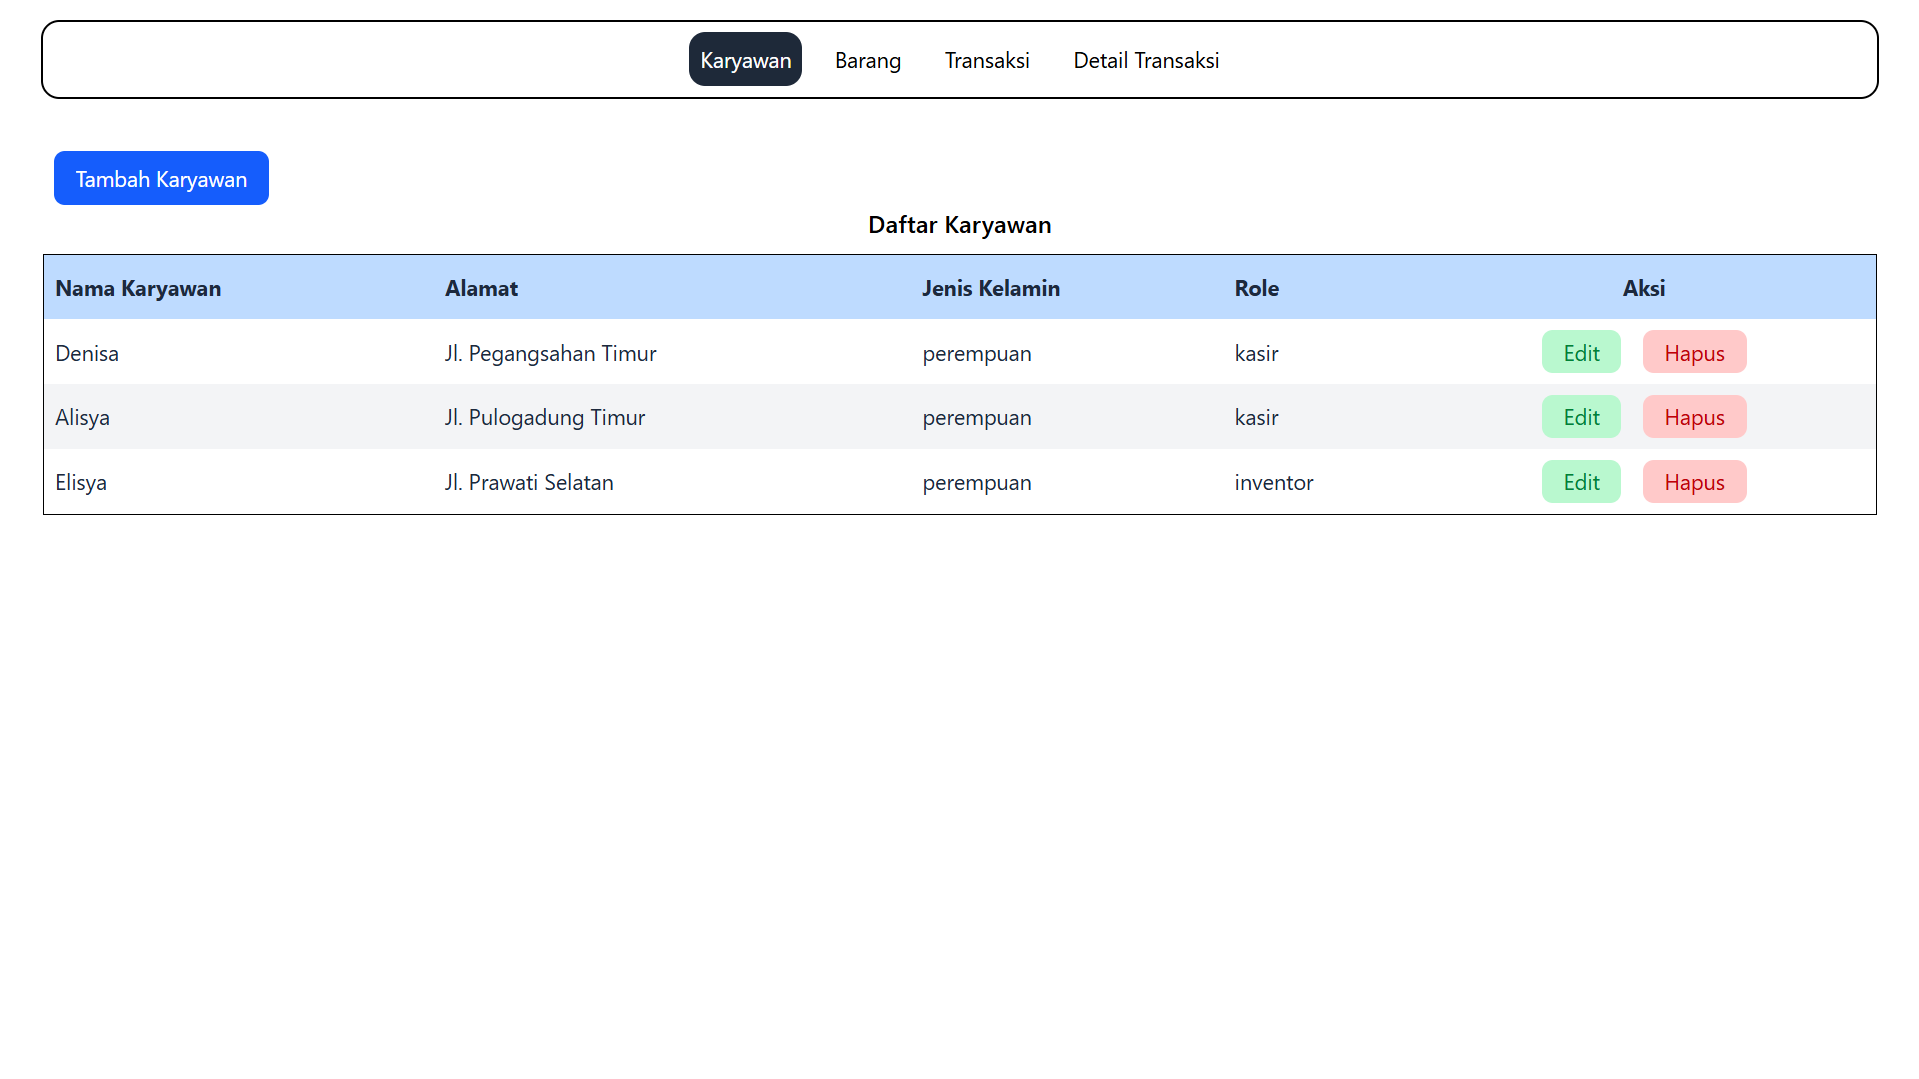 Karyawan Barang Transaksi Detail Transaksi
Tambah Karyawan
Daftar Karyawan
Nama Karyawan Alamat Jenis Kelamin Role Aksi
Denisa Jl. Pegangsahan Timur perempuan kasir Edit Hapus
Alisya Jl. Pulogadung Timur perempuan kasir Edit Hapus
Elisya Jl. Prawati Selatan perempuan inventor Edit Hapus